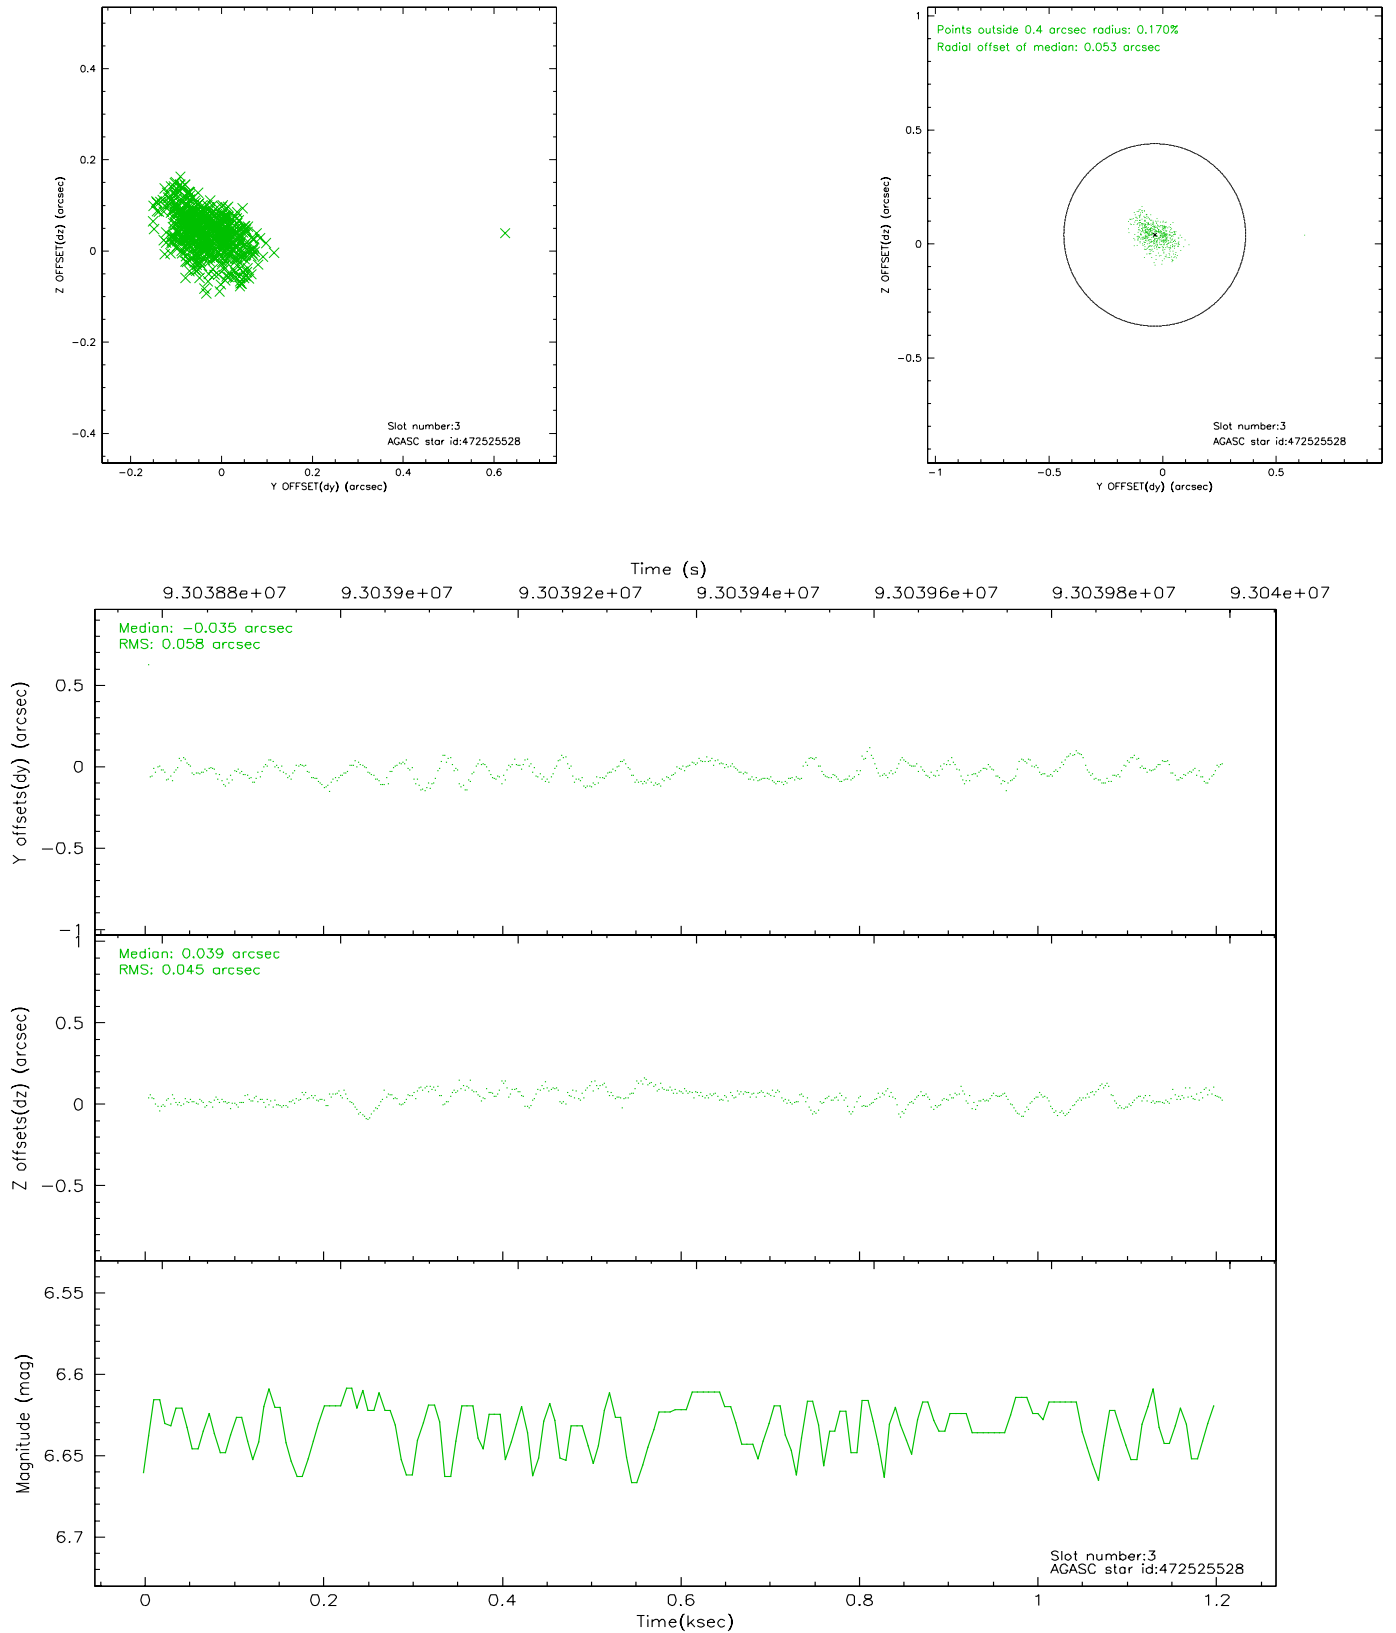 0.4
0.2
0
−0.2
−0.4
Z OFFSET(dz) (arcsec)
−0.2
0
0.2
0.4
0.6
Y OFFSET(dy) (arcsec)
Slot number:3
AGASC star id:472525528
Points outside 0.4 arcsec radius: 0.170%
Radial offset of median: 0.053 arcsec
1
0.5
0
−0.5
Z OFFSET(dz) (arcsec)
−1
−0.5
0
0.5
Y OFFSET(dy) (arcsec)
Slot number:3
AGASC star id:472525528
Time (s)
9.30388e+07
9.3039e+07
9.30392e+07
9.30394e+07
9.30396e+07
9.30398e+07
9.304e+07
Median: −0.035 arcsec
RMS: 0.058 arcsec
0.5
0
−0.5
−1
Y offsets(dy) (arcsec)
Median: 0.039 arcsec
RMS: 0.045 arcsec
1
0.5
0
−0.5
Z offsets(dz) (arcsec)
6.55
6.6
6.65
6.7
Magnitude (mag)
Slot number:3
AGASC star id:472525528
0
0.2
0.4
0.6
0.8
1
1.2
Time(ksec)